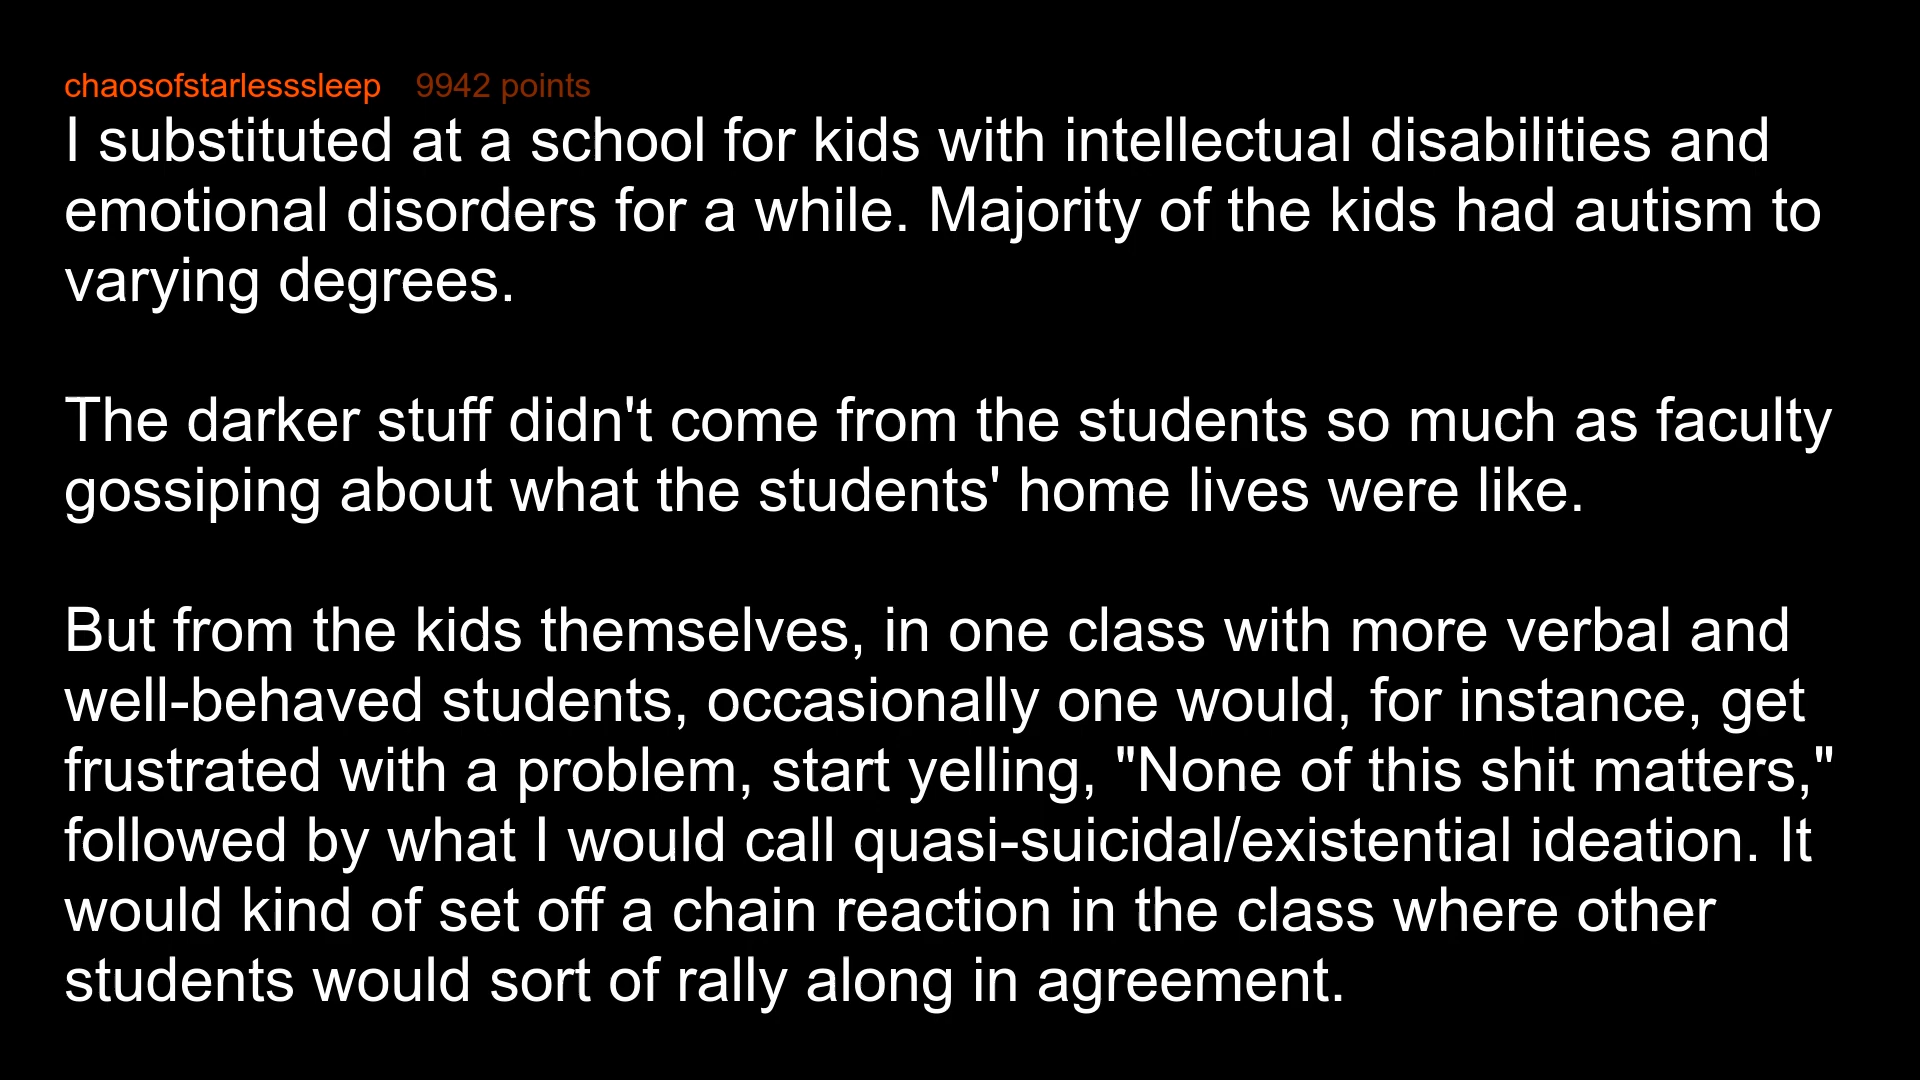 chaosofstarlesssleep 9942 points
I substituted at a school for kids with intellectual disabilities and
emotional disorders for a while. Majority of the kids had autism to
varying degrees.
The darker stuff didn't come from the students so much as faculty
gossiping about what the students' home lives were like.
But from the kids themselves, in one class with more verbal and
well-behaved students, occasionally one would, for instance, get
frustrated with a problem, start yelling, "None of this shit matters,"
followed by what I would call quasi-suicidal/existential ideation. It
would kind of set off a chain reaction in the class where other
students would sort of rally along in agreement.